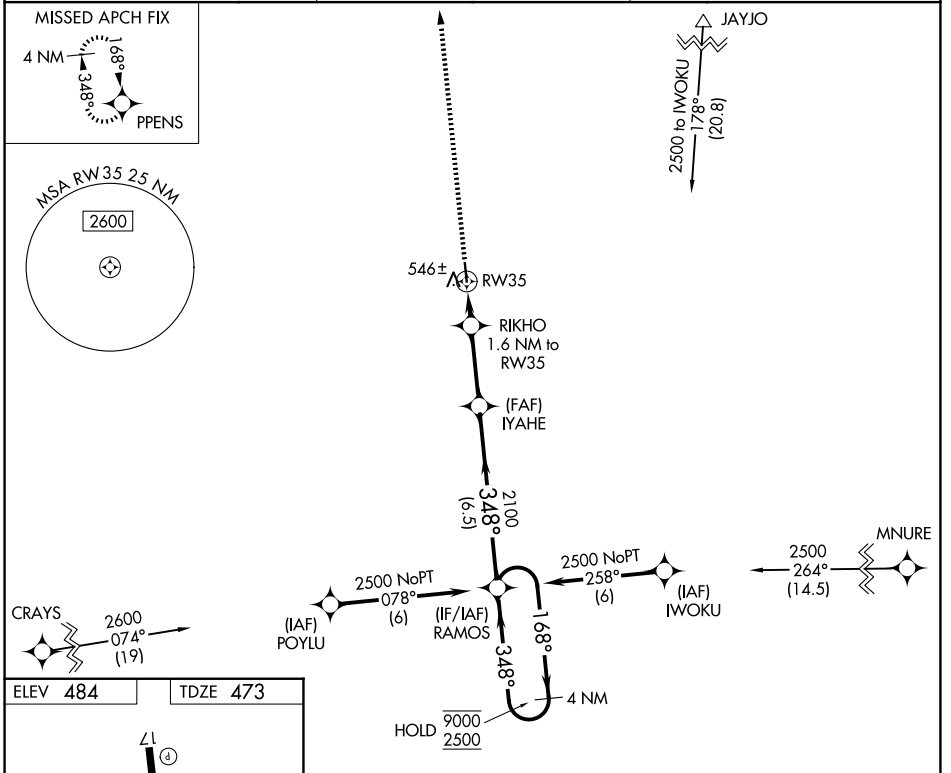 MISSED APCH FIX
4 NM
168°
348°
PPENS
JAYJO
2500 to IWOKU
178°
(20.8)
MSA RW35 25 NM
2600
546±
RW35
RIKHO
1.6 NM to
RW35
(FAF)
IYAHE
2100
348°
(6.5)
MNURE
2500
264°
(14.5)
2500 NoPT
258°
(6)
(IAF)
IWOKU
2500 NoPT
078°
(6)
(IAF)
POYLU
(IF/IAF)
RAMOS
CRAYS
2600
074°
(19)
168°
348°
4 NM
HOLD 9000
2500
ELEV 484
TDZE 473
17
P